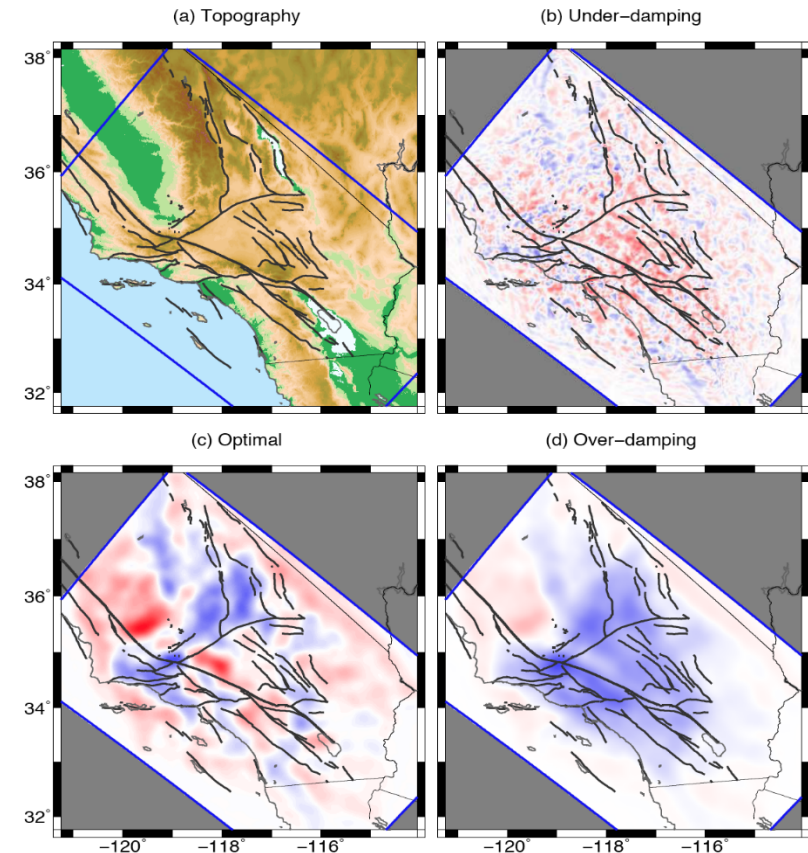 (a) Topography
(b) Under−damping
38°
36°
34°
32°
(c) Optimal
(d) Over−damping
38°
36°
34°
32°
−120° −118° −116°
−120° −118° −116°